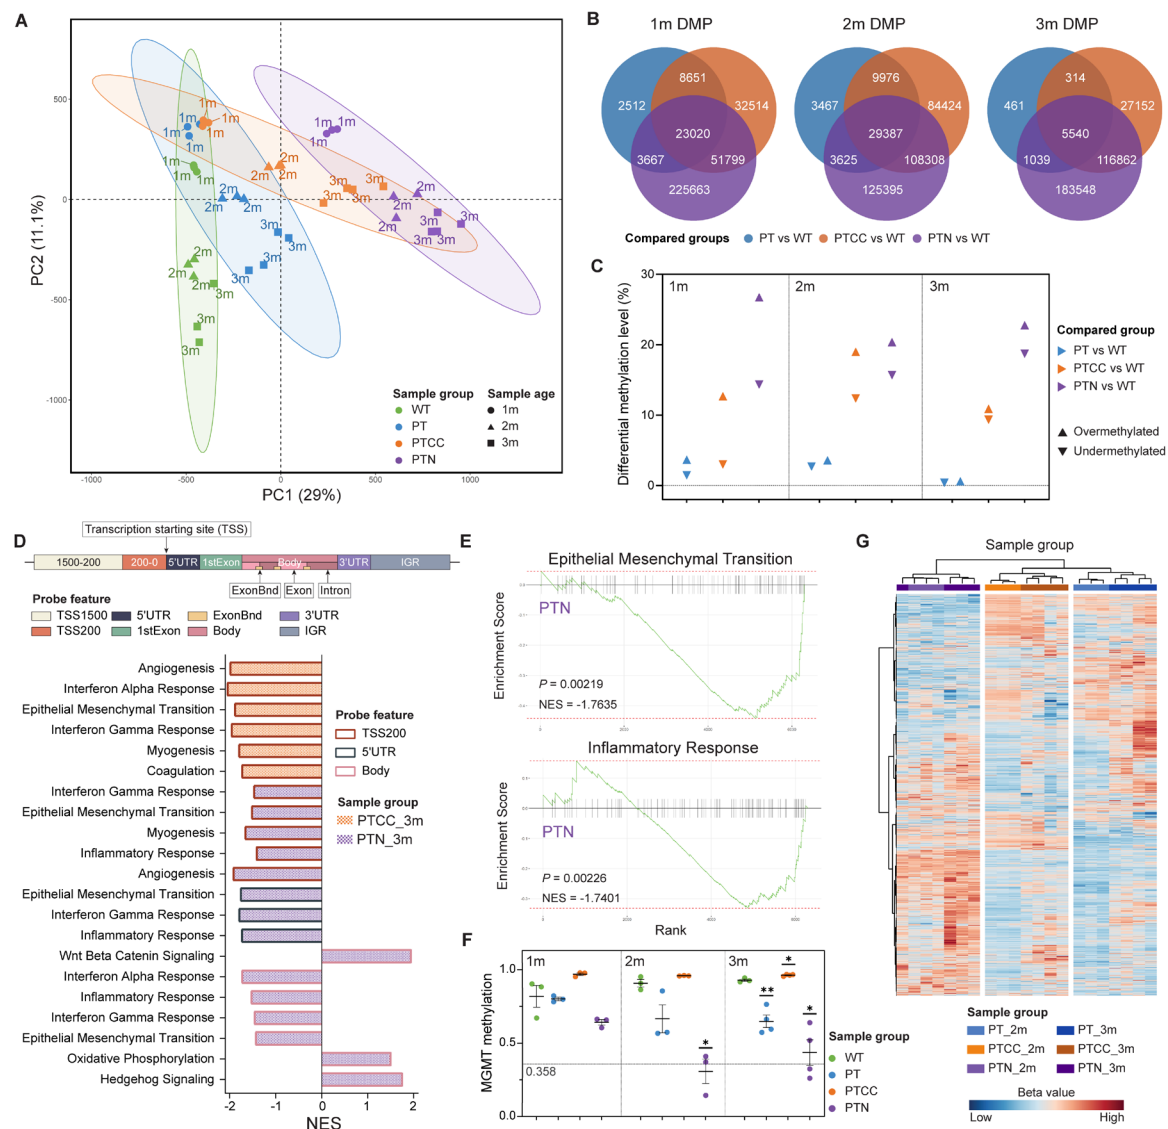 A
PC2 (11.1%)
500
0
-500
-1000
1m
1m
1m
1m
1m
1m
1m
1m
1m
1m
1m
1m
2m
2m
2m
2m
2m
2m
2m
2m
2m
2m
2m
3m
3m
3m
3m
3m
3m
3m
3m
3m
3m
3m
3m
3m
3m
-1000
-500
0
500
1000
PC1 (29%)
Sample group
WT
PT
PTCC
PTN
Sample age
1m
2m
3m
B
1m DMP
2m DMP
3m DMP
2512
8651
32514
23020
3667
51799
225663
3467
9976
84424
29387
3625
108308
125395
461
314
27152
5540
1039
116862
183548
Compared groups
PT vs WT
PTCC vs WT
PTN vs WT
C
Differential methylation level (%)
30
20
10
0
1m
2m
3m
Compared group
PT vs WT
PTCC vs WT
PTN vs WT
Overmethylated
Undermethylated
D
Transcription starting site (TSS)
1500-200
200-0
5'UTR
1stExon
Body
3'UTR
IGR
ExonBnd
Exon
Intron
Probe feature
TSS1500
5'UTR
ExonBnd
3'UTR
TSS200
1stExon
Body
IGR
Angiogenesis
Interferon Alpha Response
Epithelial Mesenchymal Transition
Interferon Gamma Response
Myogenesis
Coagulation
Interferon Gamma Response
Epithelial Mesenchymal Transition
Myogenesis
Inflammatory Response
Angiogenesis
Epithelial Mesenchymal Transition
Interferon Gamma Response
Inflammatory Response
Wnt Beta Catenin Signaling
Interferon Alpha Response
Inflammatory Response
Interferon Gamma Response
Epithelial Mesenchymal Transition
Oxidative Phosphorylation
Hedgehog Signaling
-2
-1
0
1
2
NES
Probe feature
TSS200
5'UTR
Body
Sample group
PTCC_3m
PTN_3m
E
Epithelial Mesenchymal Transition
Enrichment Score
PTN
P = 0.00219
NES = -1.7635
Inflammatory Response
Enrichment Score
PTN
P = 0.00226
NES = -1.7401
Rank
F
MGMT methylation
1.0
0.5
0.0
0.358
1m
2m
3m
*
**
*
*
Sample group
WT
PT
PTCC
PTN
G
Sample group
Sample group
PT_2m
PT_3m
PTCC_2m
PTCC_3m
PTN_2m
PTN_3m
Beta value
Low
High